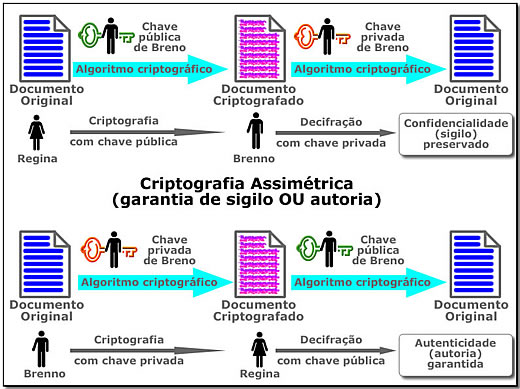 Chave
pública
de Breno
Algoritmo criptográfico
Chave
privada
de Breno
Algoritmo criptográfico
Documento
Original
Documento
Criptografado
Documento
Original
Regina
Criptografia
com chave pública
Brenno
Decifração
com chave privada
Confidencialidade
(sigilo)
preservado
Criptografia Assimétrica
(garantia de sigilo OU autoria)
Chave
privada
de Breno
Algoritmo criptográfico
Chave
pública
de Breno
Algoritmo criptográfico
Documento
Original
Documento
Criptografado
Documento
Original
Brenno
Criptografia
com chave privada
Regina
Decifração
com chave pública
Autenticidade
(autoria)
garantida